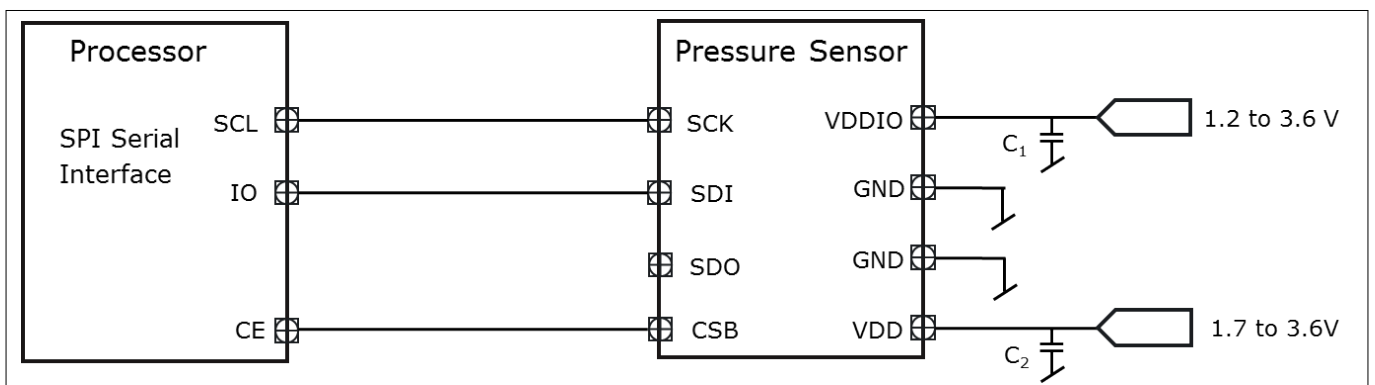 Processor
Pressure Sensor
SPI Serial
Interface
SCL
SCK
VDDIO
C1
1.2 to 3.6 V
IO
SDI
GND
SDO
GND
CE
CSB
VDD
C2
1.7 to 3.6V